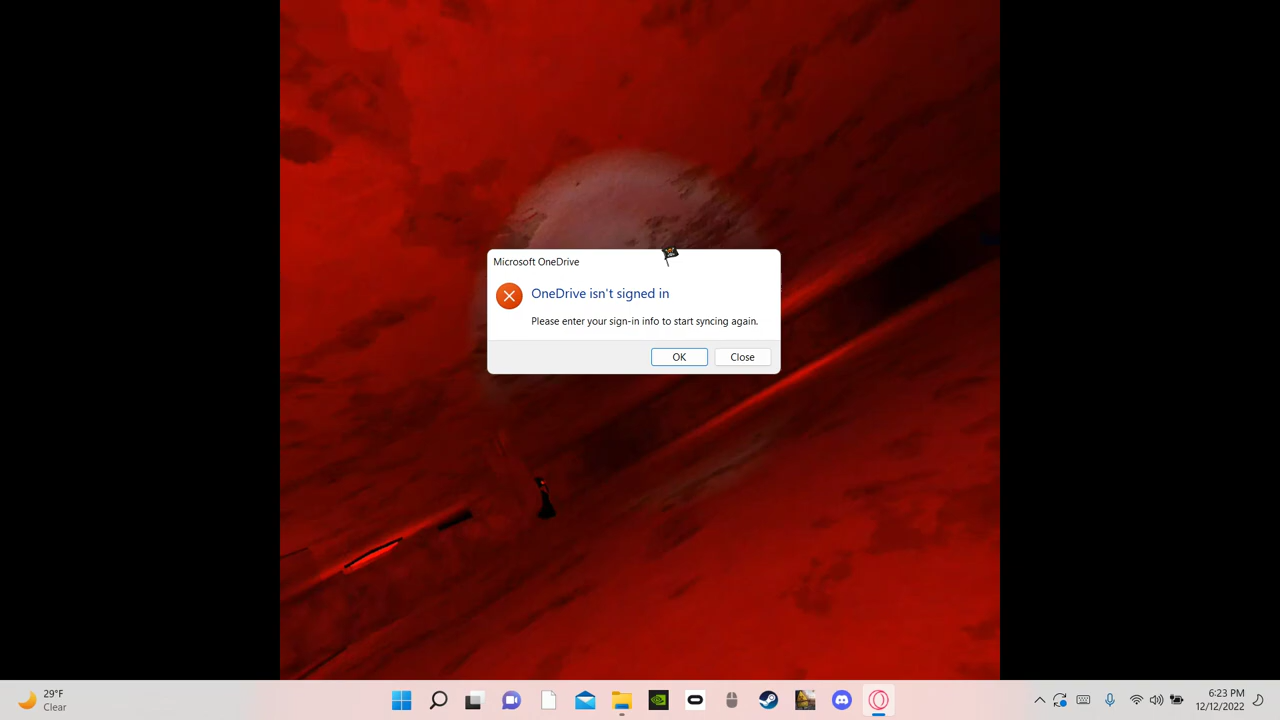 Microsoft OneDrive
OneDrive isn't signed in
Please enter your sign-in info to start syncing again.
OK
Close
29°F
Clear
6:23 PM
12/12/2022